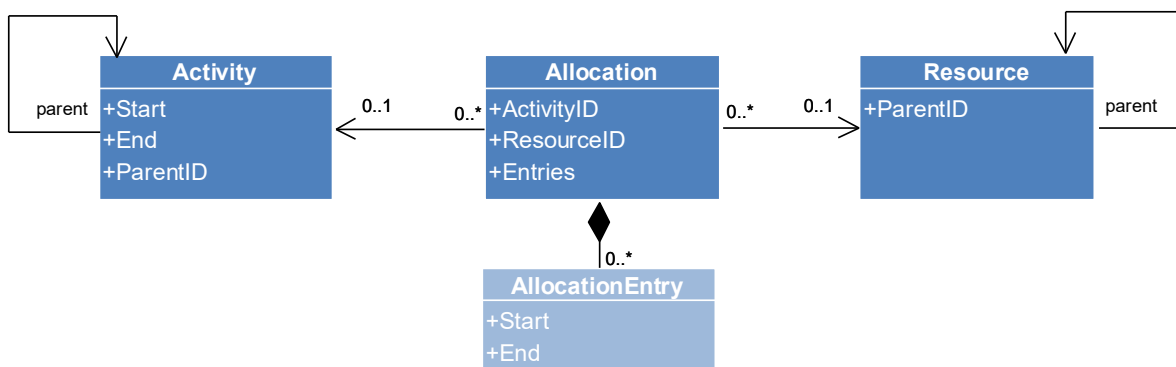 Activity
+Start
+End
+ParentID
parent
0..1
0..*
Allocation
+ActivityID
+ResourceID
+Entries
0..*
0..1
Resource
+ParentID
parent
0..*
AllocationEntry
+Start
+End